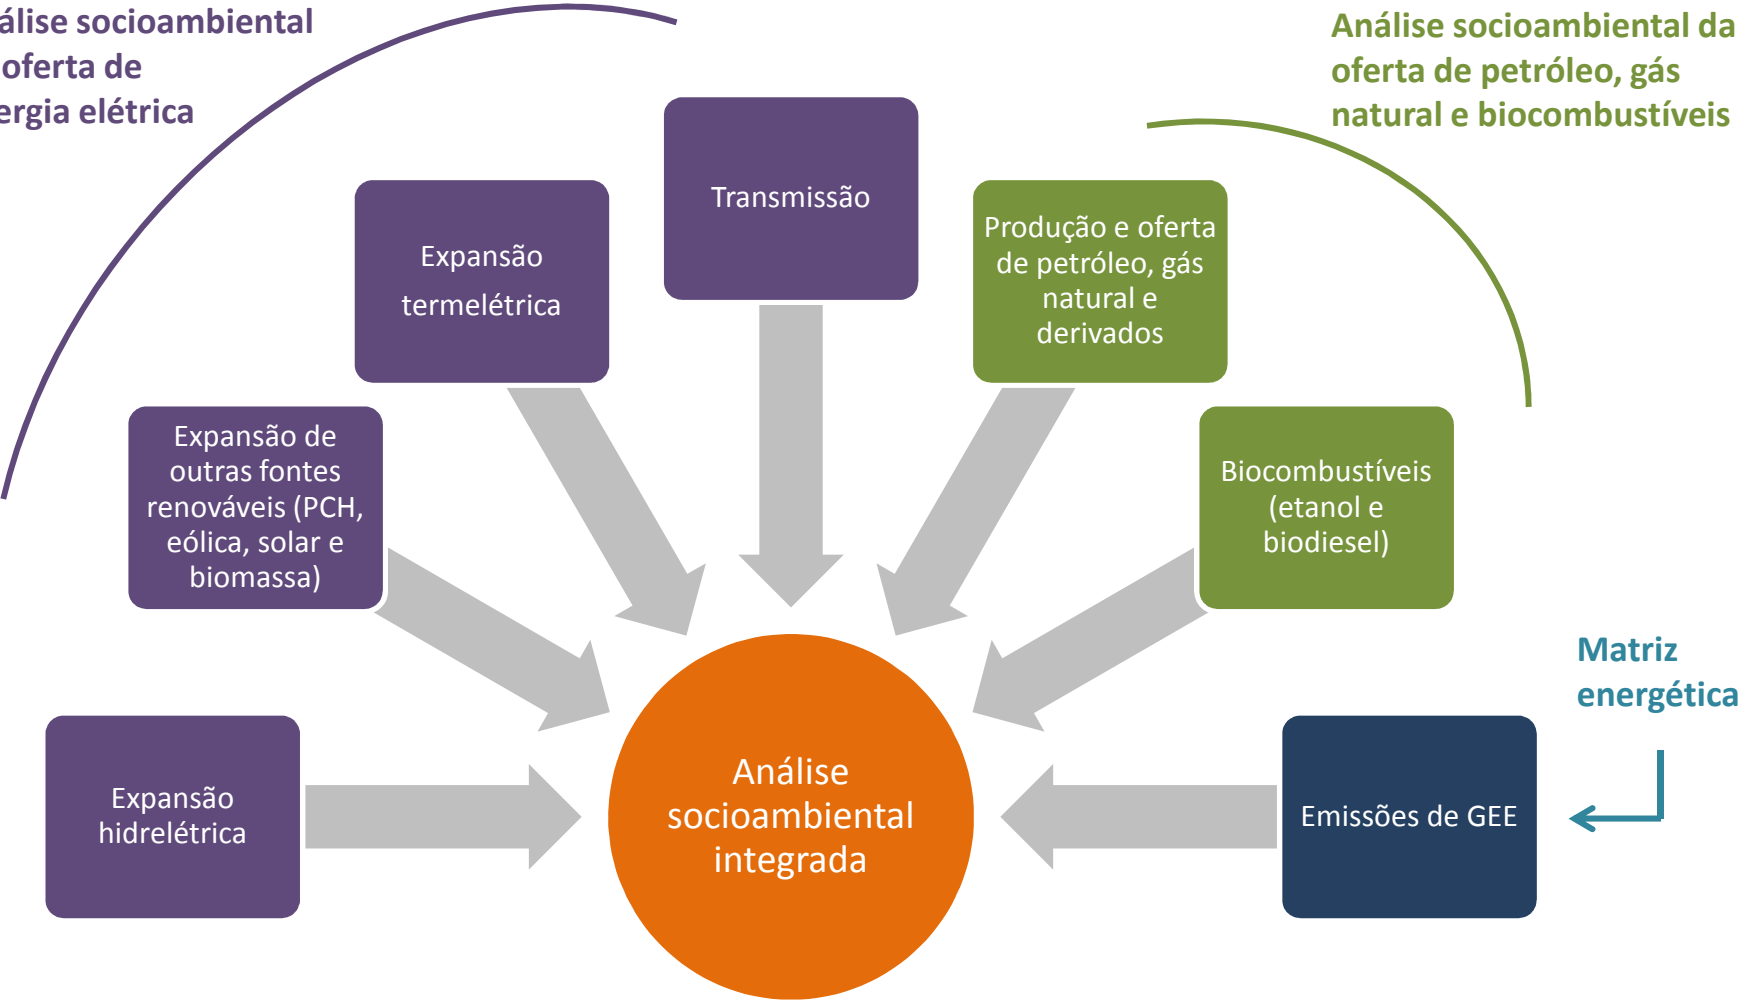 álise socioambiental
oferta de
ergia elétrica
Análise socioambiental da
oferta de petróleo, gás
natural e biocombustíveis
Transmissão
Expansão
termelétrica
Produção e oferta
de petróleo, gás
natural e
derivados
Expansão de
outras fontes
renováveis (PCH,
eólica, solar e
biomassa)
Biocombustíveis
(etanol e
biodiesel)
Matriz
energética
Expansão
hidrelétrica
Análise
socioambiental
integrada
Emissões de GEE